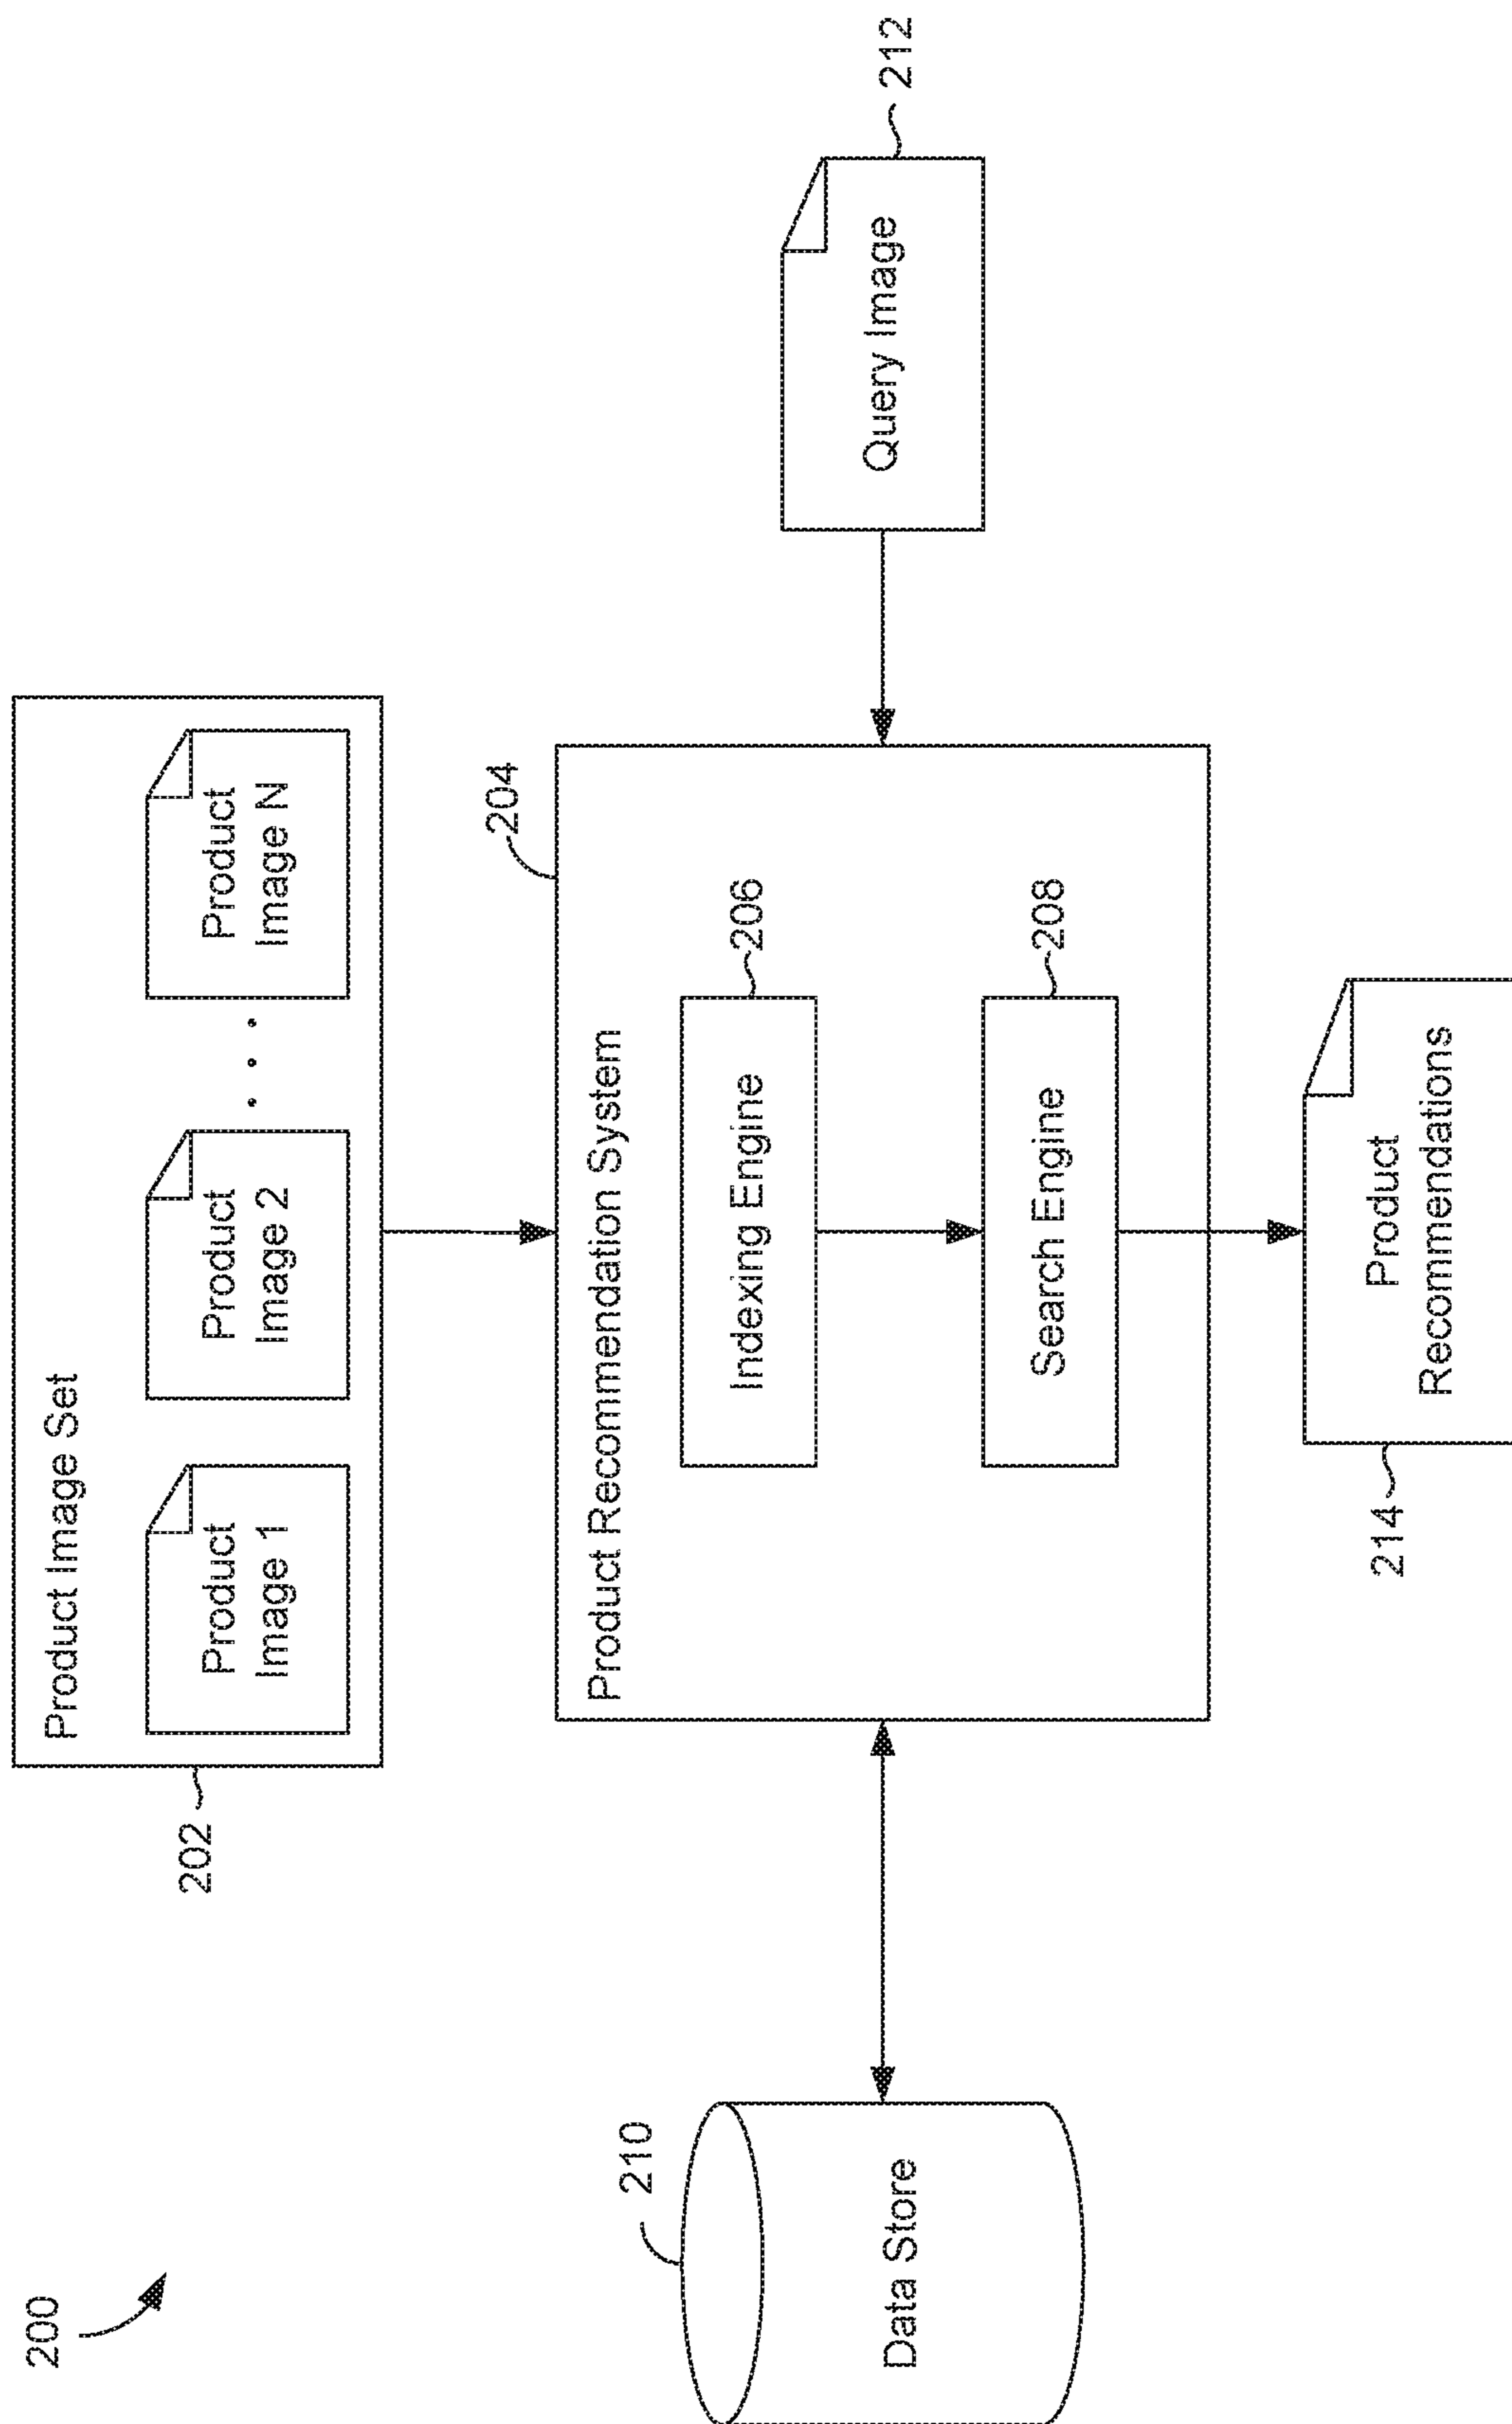 200
Product Image Set
Product
Image 1
Product
Image 2
. . .
Product
Image N
202
204
Product Recommendation System
Indexing Engine
206
Search Engine
208
210
Data Store
Query Image
212
Product
Recommendations
214